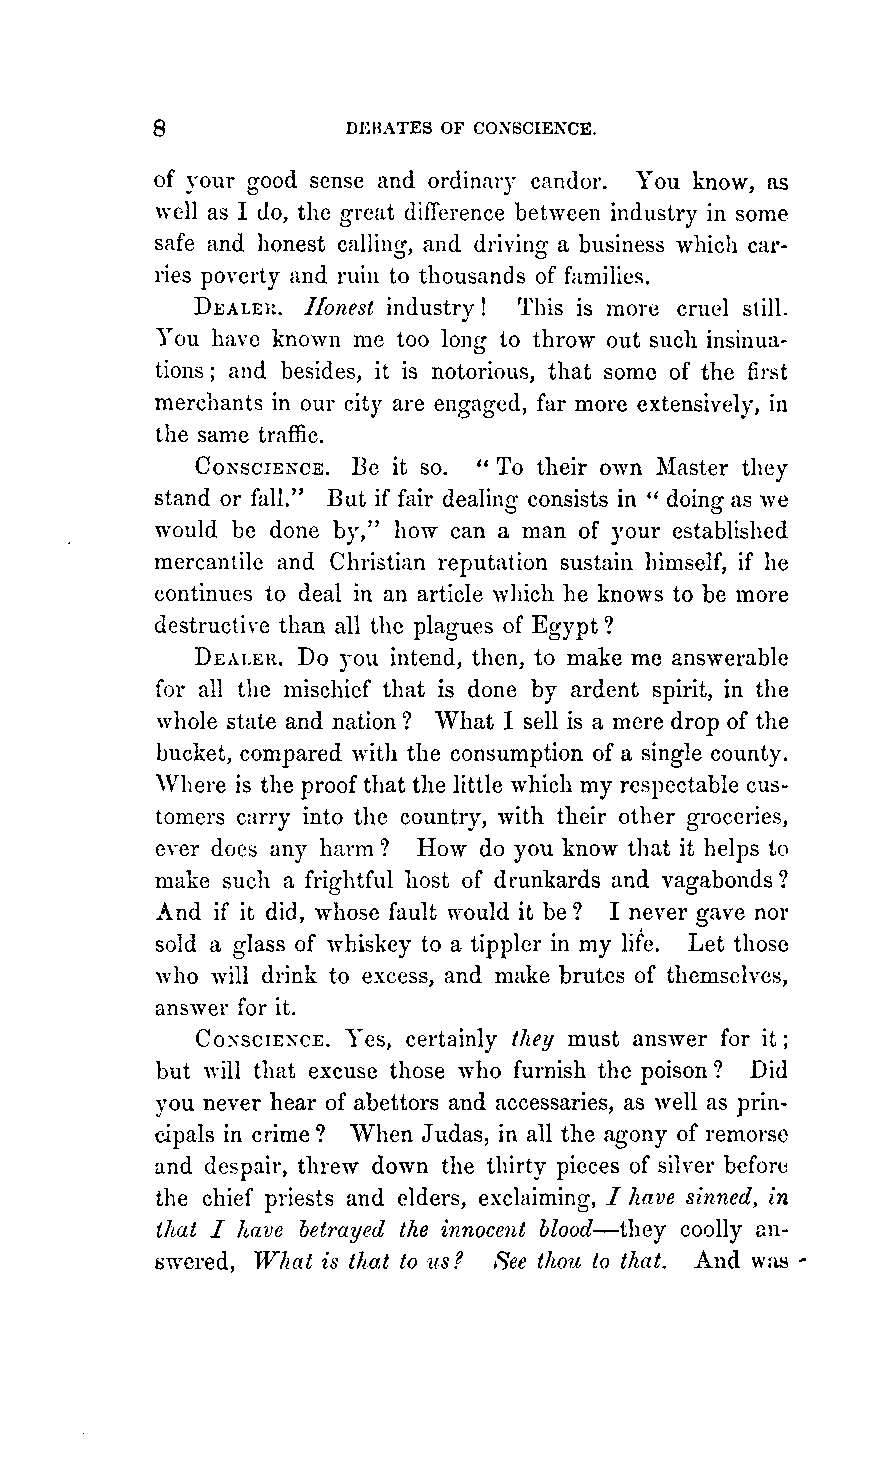 8 DEBATES OF CONSCIENCE.
of your good sense and ordinary candor. You know, as
well as I do, the great difference between industry in some
safe and honest calling, and driving a business which car-
ries poverty and ruin to thousands of families.
DEALER. Honest industry! This is more cruel still.
You have known me too long to throw out such insinua-
tions; and besides, it is notorious, that some of the first
merchants in our city are engaged, far more extensively, in
the same traffic.
CONSCIENCE. Be it so. "To their own Master they
stand or fall." But if fair dealing consists in "doing as we
would be done by," how can a man of your established
mercantile and Christian reputation sustain himself, if he
continues to deal in an article which he knows to be more
destructive than all the plagues of Egypt?
DEALER. Do you intend, then, to make me answerable
for all the mischief that is done by ardent spirit, in the
whole state and nation? What I sell is a mere drop of the
bucket, compared with the consumption of a single county.
Where is the proof that the little which my respectable cus-
tomers carry into the country, with their other groceries,
ever does any harm? How do you know that it helps to
make such a frightful host of drunkards and vagabonds?
And if it did, whose fault would it be? I never gave nor
sold a glass of whiskey to a tippler in my life. Let those
who will drink to excess, and make brutes of themselves,
answer for it.
CONSCIENCE. Yes, certainly they must answer for it;
but will that excuse those who furnish the poison? Did
you never hear of abettors and accessaries, as well as prin-
cipals in crime? When Judas, in all the agony of remorse
and despair, threw down the thirty pieces of silver before
the chief priests and elders, exclaiming, I have sinned, in
that I have betrayed the innocent blood—they coolly an-
swered, What is that to us? See thou to that. And was